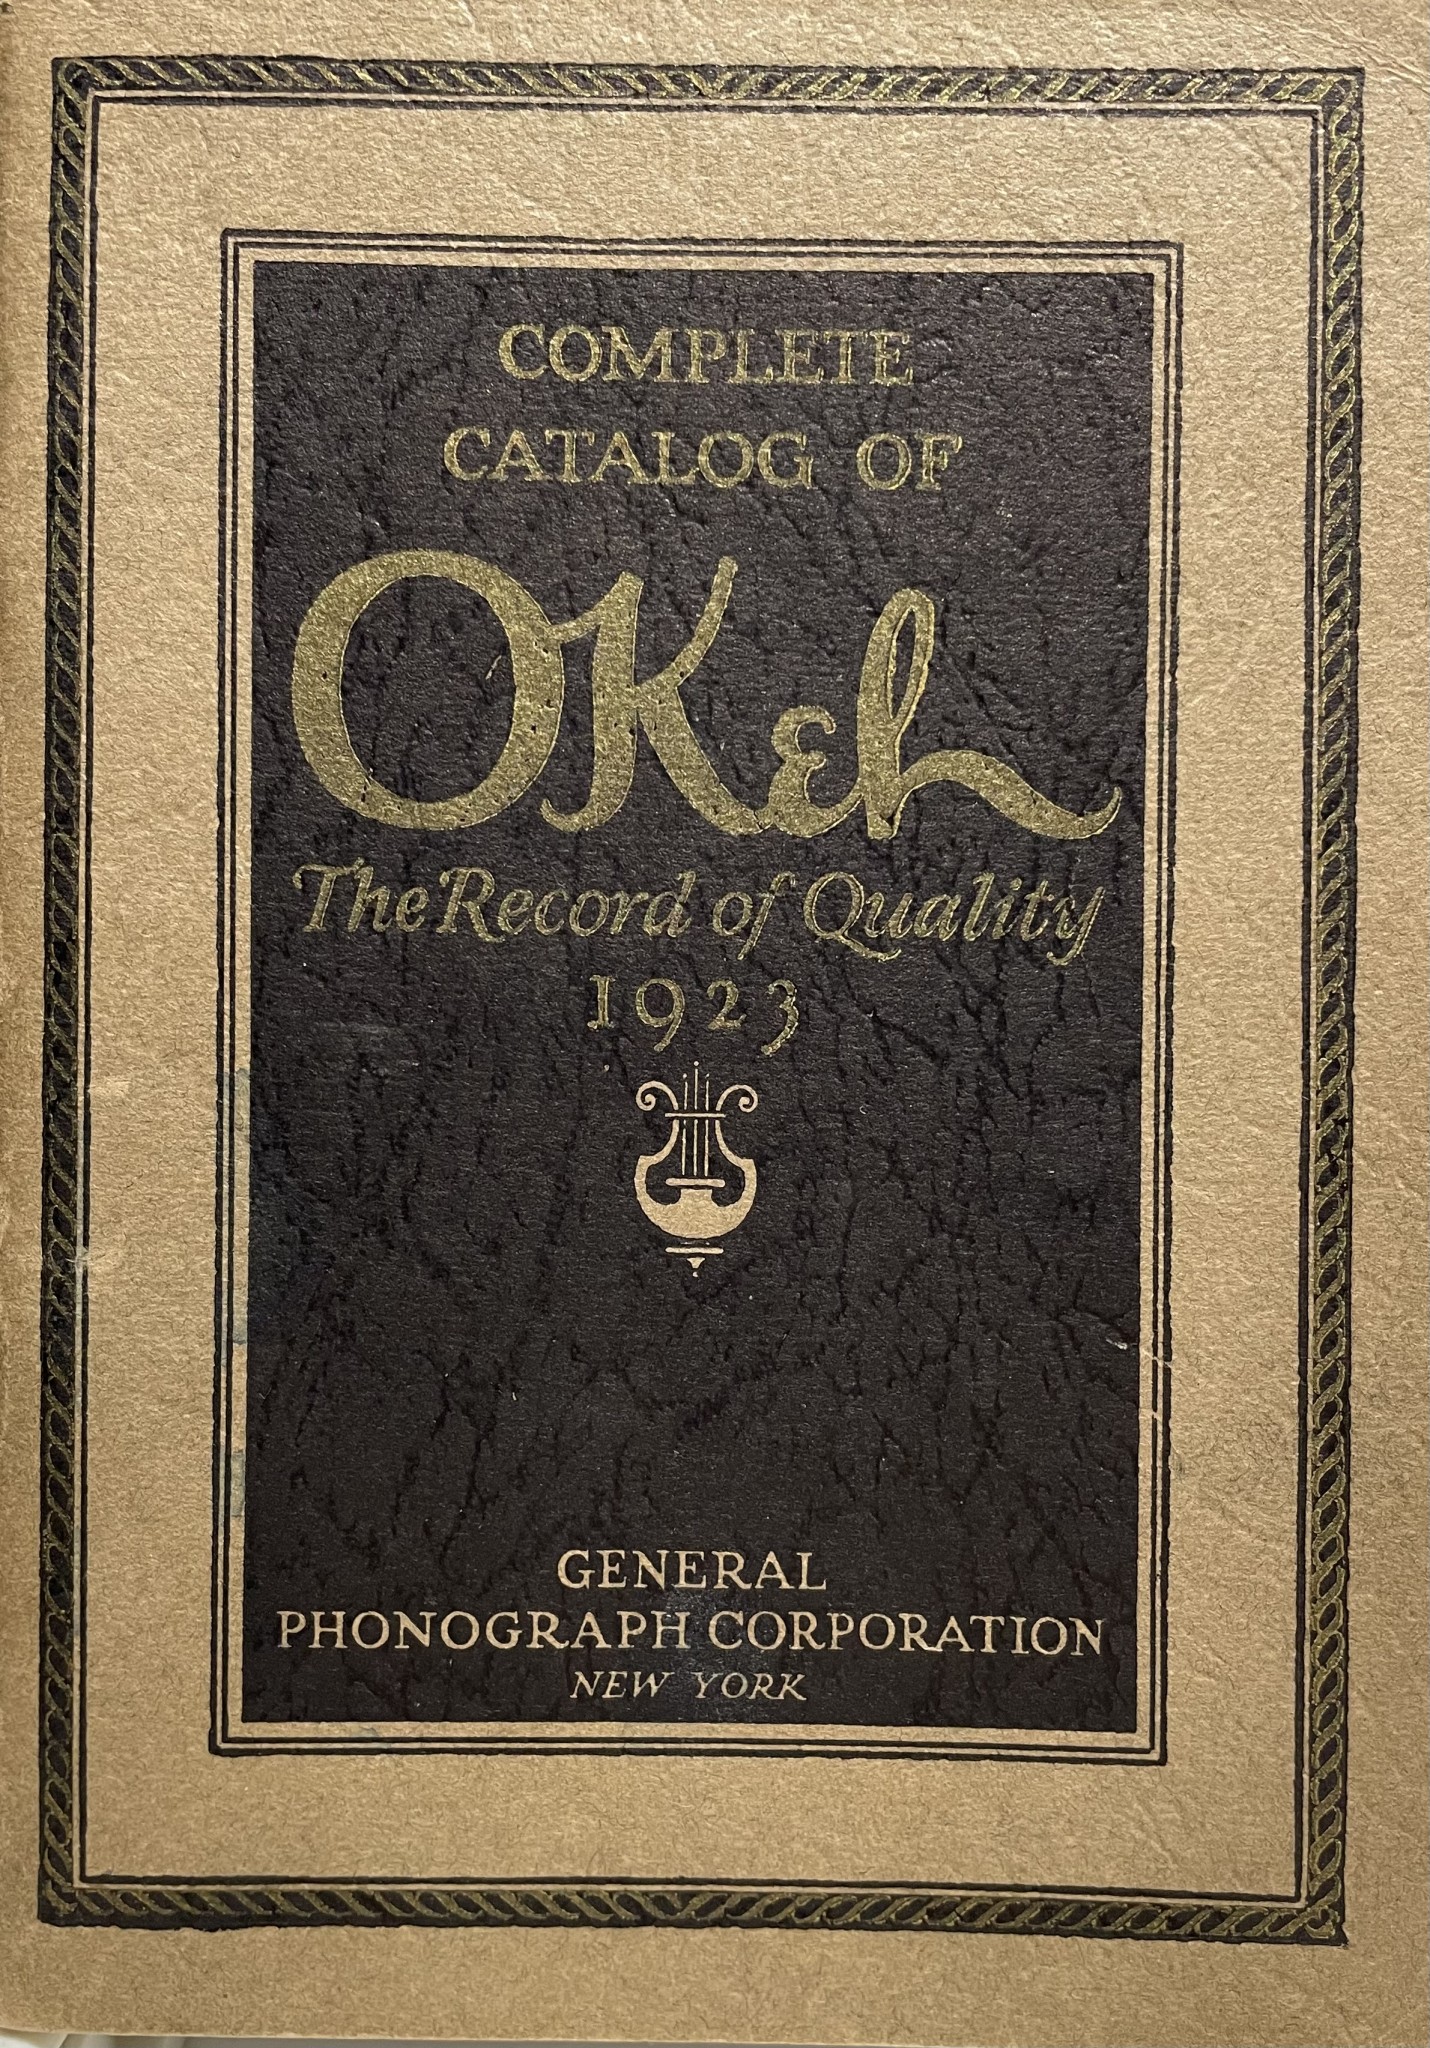 COMPLETE
CATALOG OF
OKeh
The Record of Quality
1923
GENERAL
PHONOGRAPH CORPORATION
NEW YORK